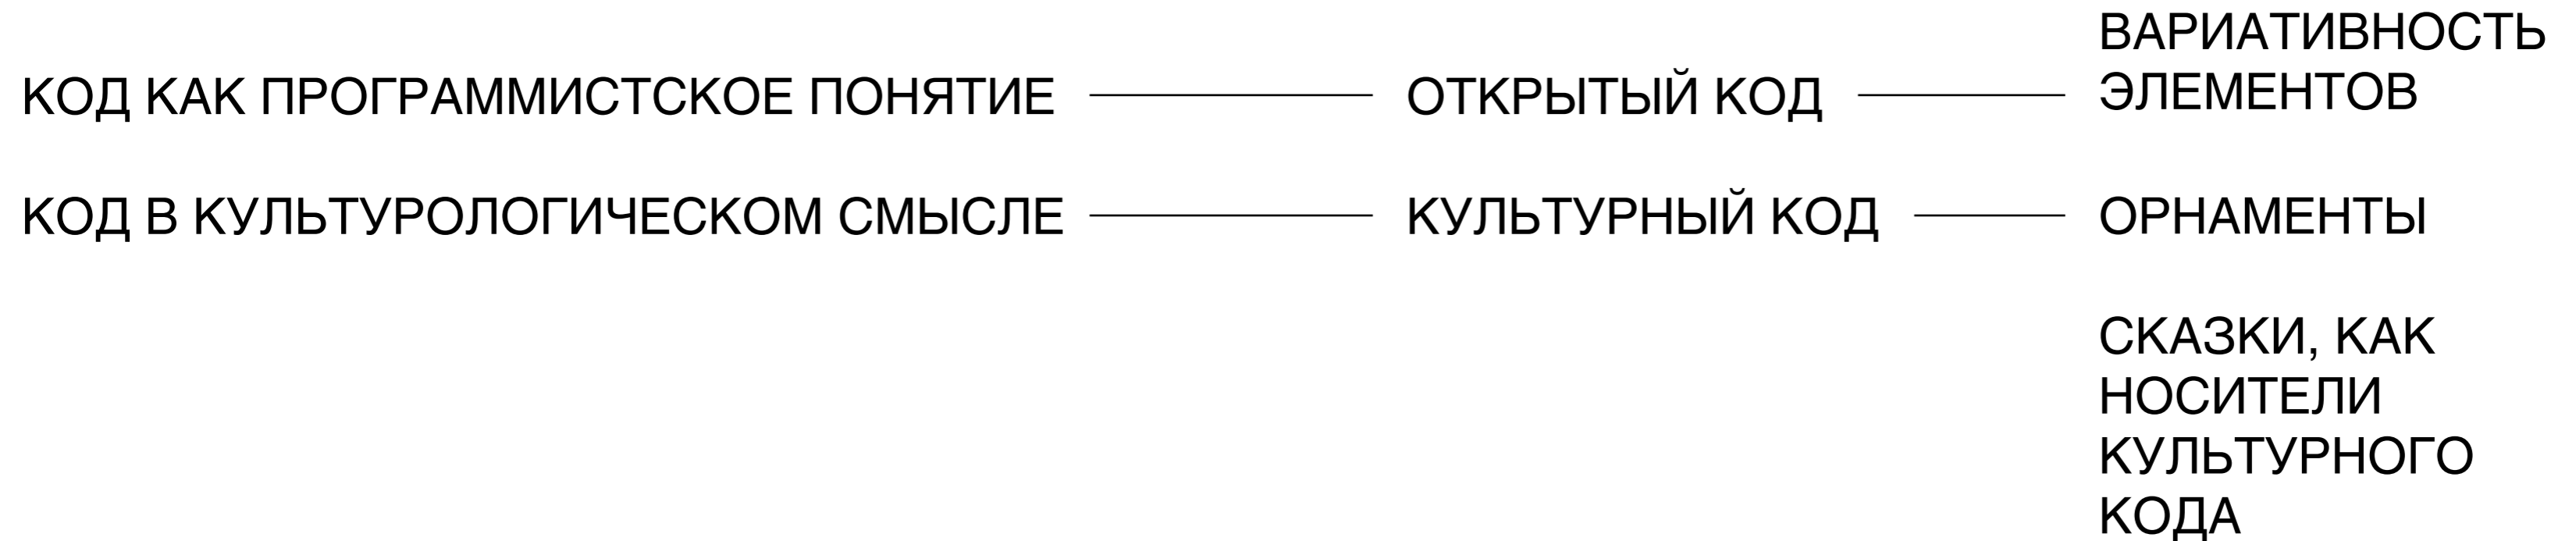 КОД КАК ПРОГРАММИСТСКОЕ ПОНЯТИЕ
ОТКРЫТЫЙ КОД
ВАРИАТИВНОСТЬ
ЭЛЕМЕНТОВ
КОД В КУЛЬТУРОЛОГИЧЕСКОМ СМЫСЛЕ
КУЛЬТУРНЫЙ КОД
ОРНАМЕНТЫ
СКАЗКИ, КАК
НОСИТЕЛИ
КУЛЬТУРНОГО
КОДА